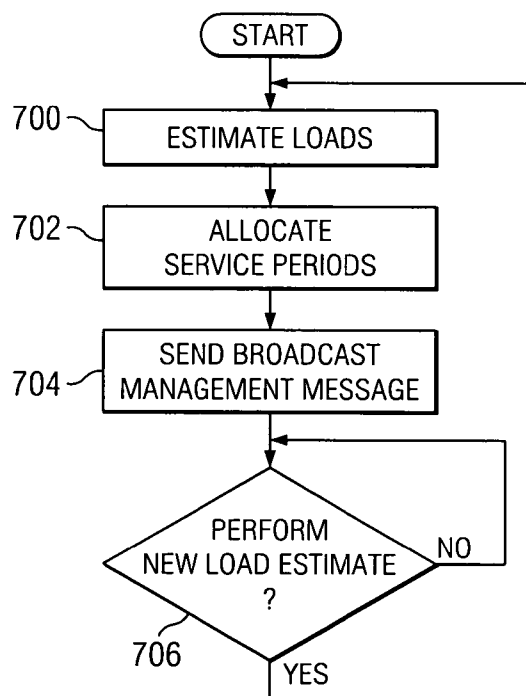 START
700
ESTIMATE LOADS
702
ALLOCATE
SERVICE PERIODS
704
SEND BROADCAST
MANAGEMENT MESSAGE
PERFORM
NEW LOAD ESTIMATE
?
NO
706
YES